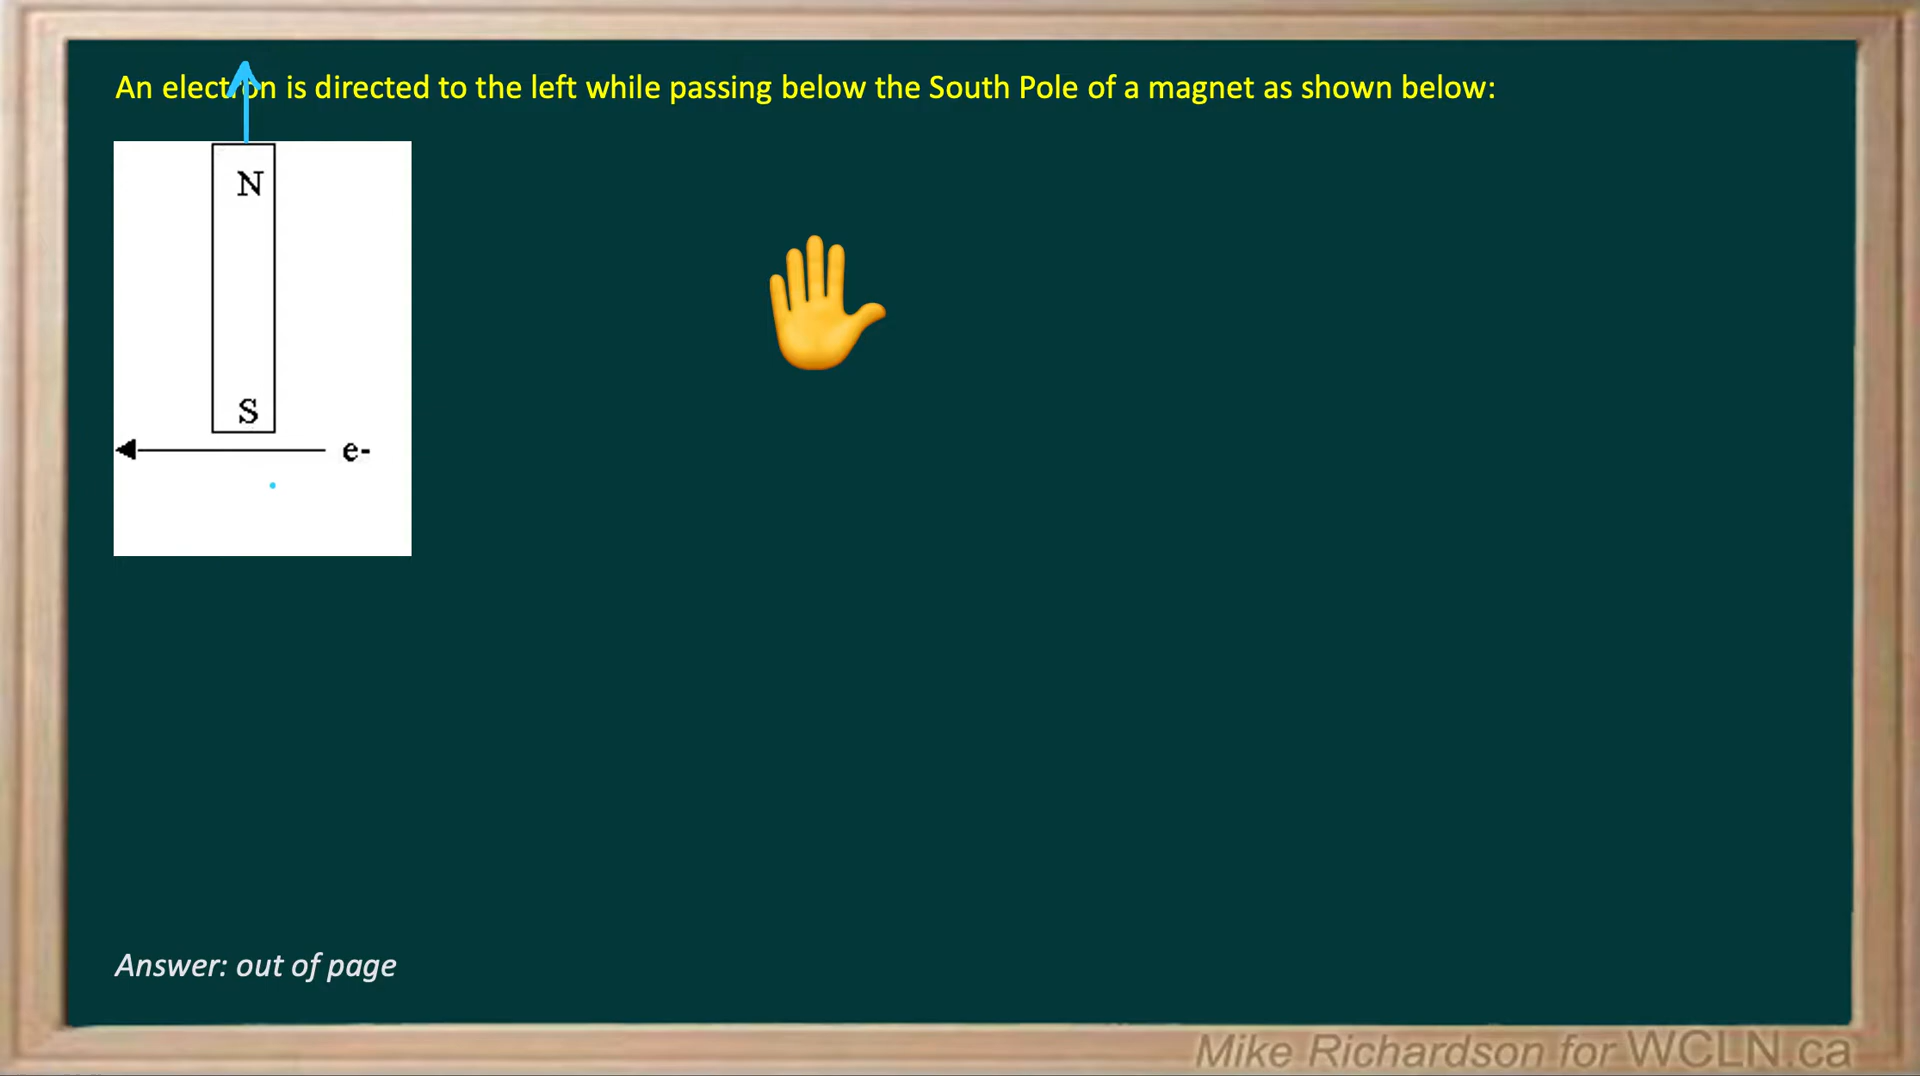 An electron is directed to the left while passing below the South Pole of a magnet as shown below:
N
S
e-
Answer: out of page
Mike Richardson for WCLN.ca